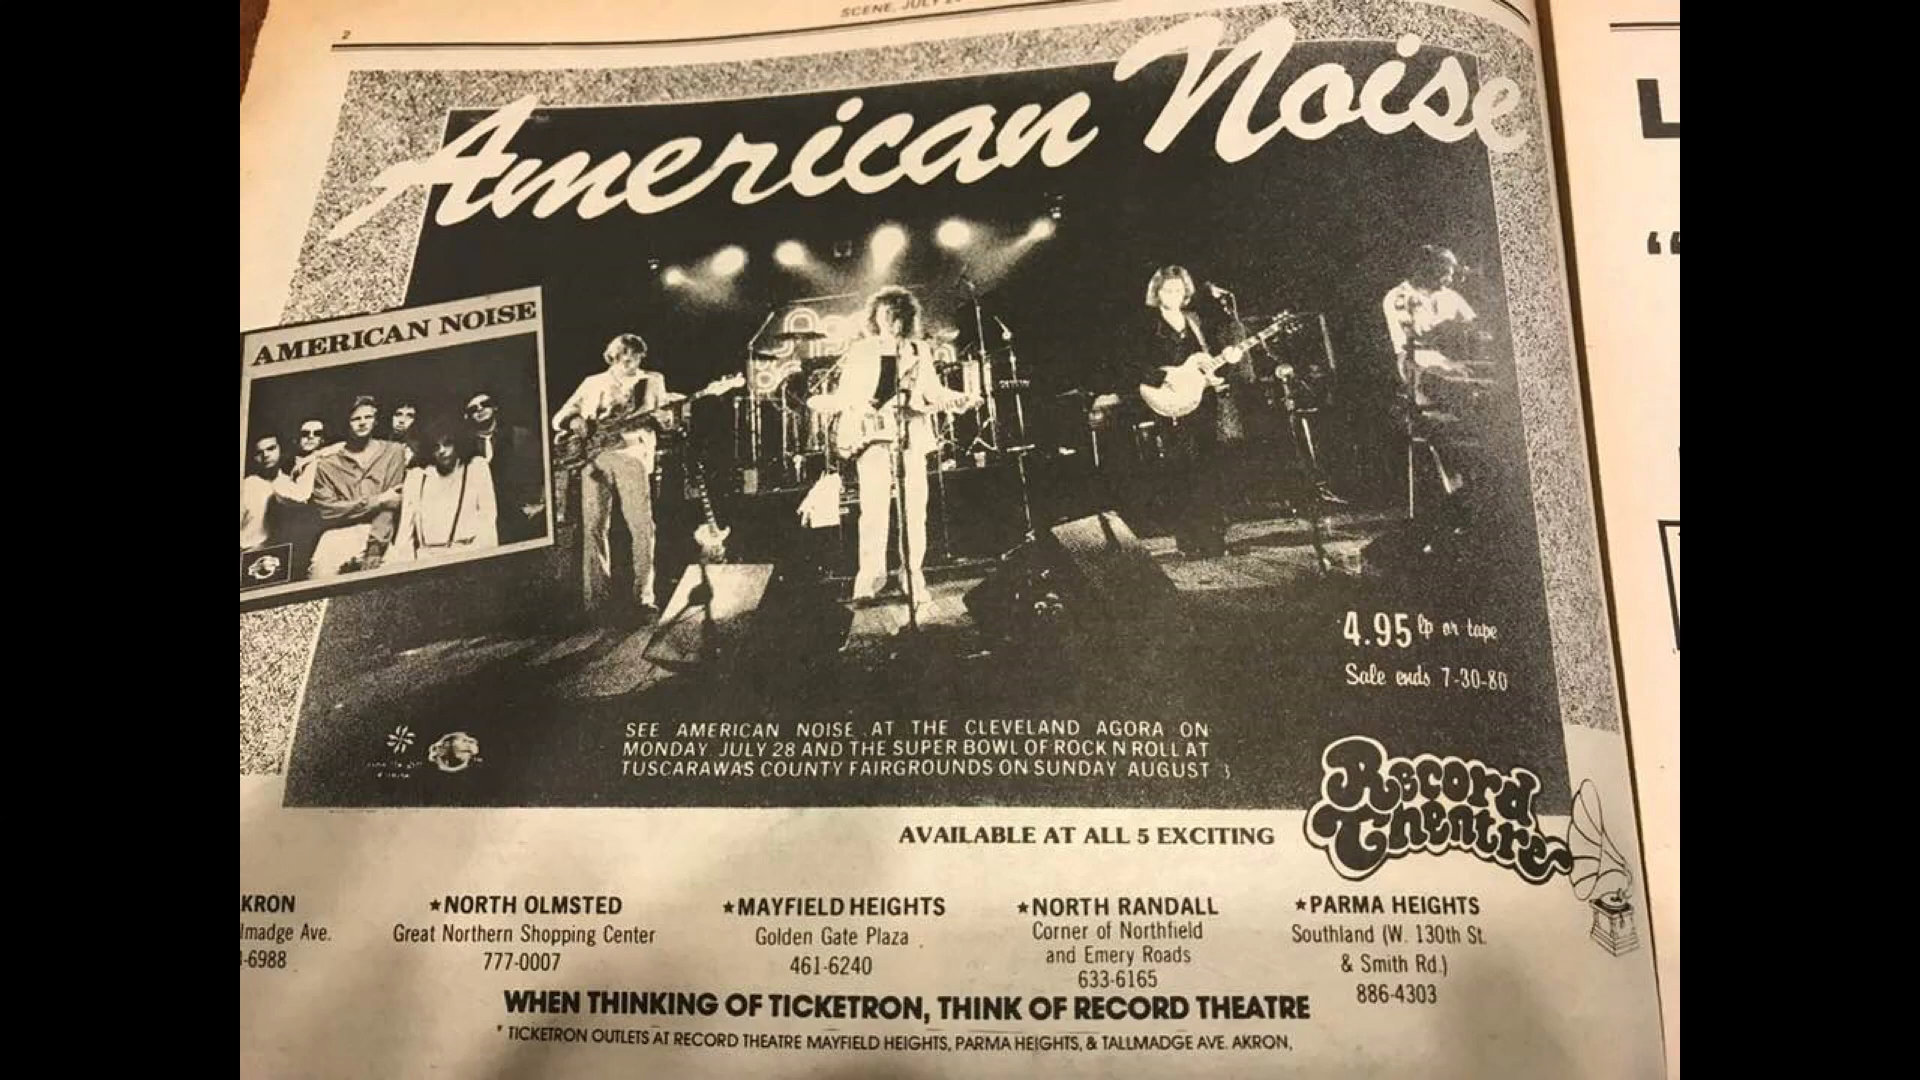 2
SCENE, JULY
American Noise
AMERICAN NOISE
4.95 lp or tape
Sale ends 7-30-80
SEE AMERICAN NOISE AT THE CLEVELAND AGORA ON
MONDAY JULY 28 AND THE SUPER BOWL OF ROCK N ROLL AT
TUSCARAWAS COUNTY FAIRGROUNDS ON SUNDAY AUGUST 3
Record
Theatre
AVAILABLE AT ALL 5 EXCITING
KRON
lmadge Ave.
-6988
★NORTH OLMSTED
Great Northern Shopping Center
777-0007
★MAYFIELD HEIGHTS
Golden Gate Plaza
461-6240
★NORTH RANDALL
Corner of Northfield
and Emery Roads
633-6165
★PARMA HEIGHTS
Southland (W. 130th St.
& Smith Rd.)
886-4303
WHEN THINKING OF TICKETRON, THINK OF RECORD THEATRE
* TICKETRON OUTLETS AT RECORD THEATRE MAYFIELD HEIGHTS, PARMA HEIGHTS, & TALLMADGE AVE. AKRON,
L
“